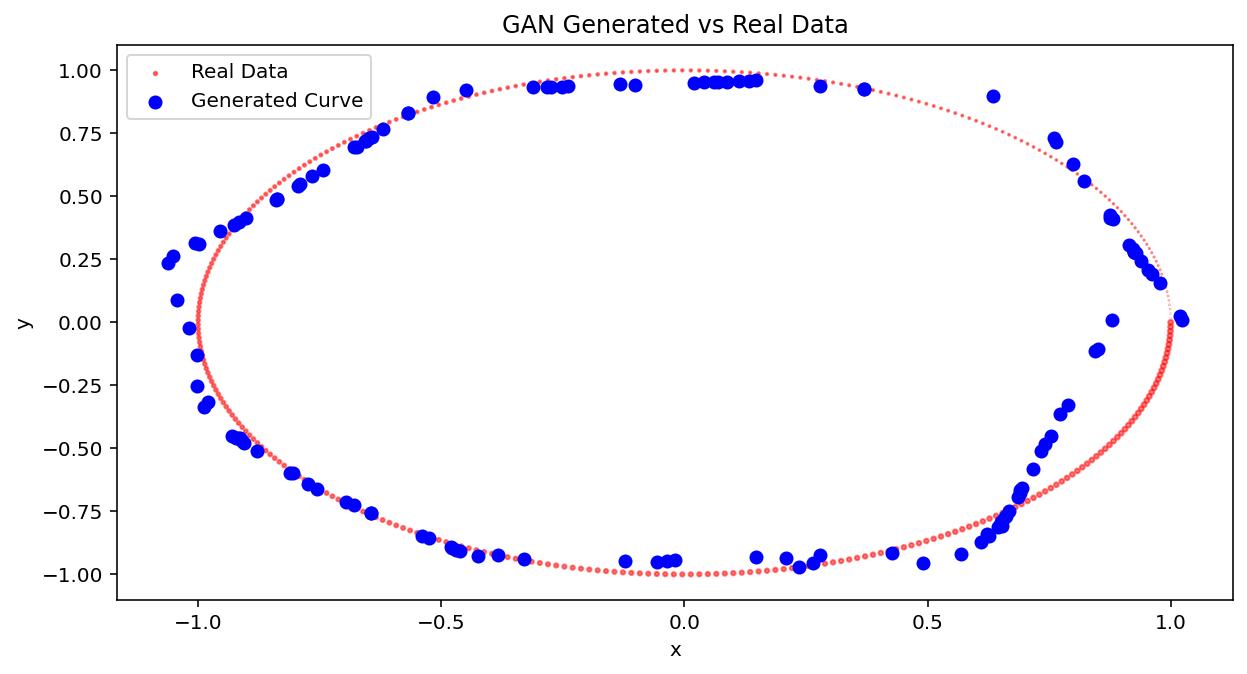 GAN Generated vs Real Data
Real Data
Generated Curve
1.00
0.75
0.50
0.25
0.00
−0.25
−0.50
−0.75
−1.00
y
−1.0 −0.5 0.0 0.5 1.0
x